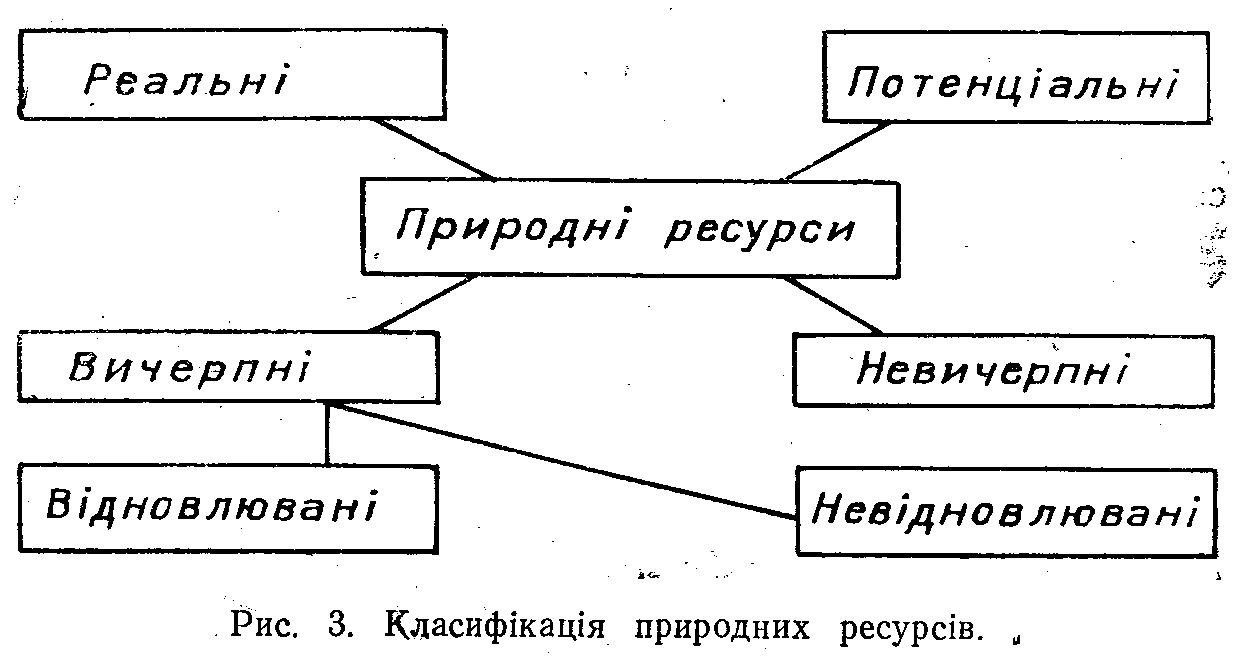 Реальні
Потенціальні
Природні ресурси
Вичерпні
Невичерпні
Відновлювані
Невідновлювані
Рис. 3. Класифікація природних ресурсів.